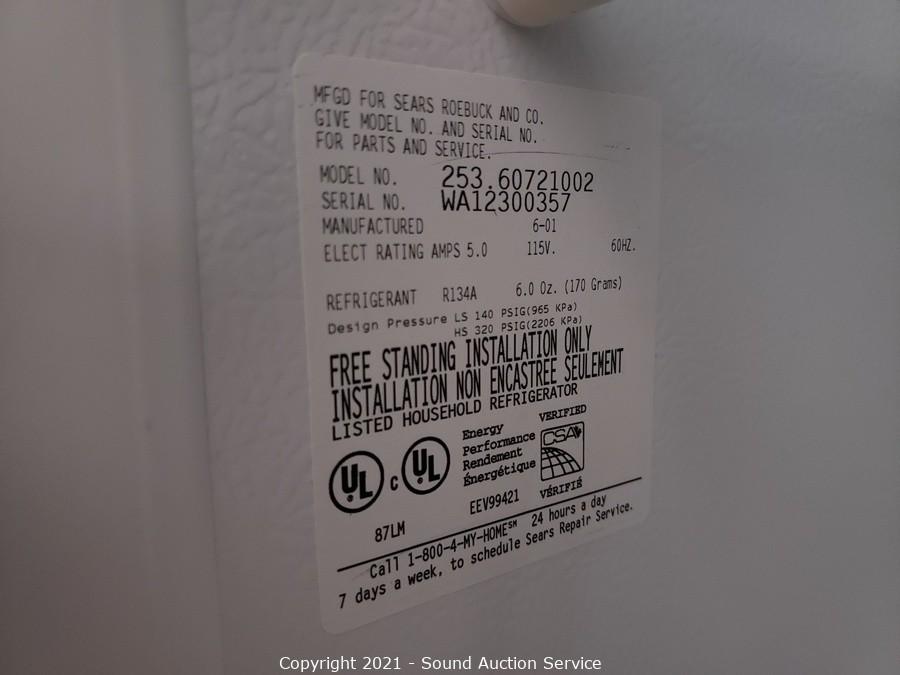 MFGD FOR SEARS ROEBUCK AND CO.
GIVE MODEL NO. AND SERIAL NO.
FOR PARTS AND SERVICE.
MODEL NO. 253.60721002
SERIAL NO. WA12300357
MANUFACTURED 6-01
ELECT RATING AMPS 5.0 115V. 60HZ.
REFRIGERANT R134A 6.0 Oz. (170 Grams)
Design Pressure LS 140 PSIG(965 KPa)
HS 320 PSIG(2206 KPa)
FREE STANDING INSTALLATION ONLY
INSTALLATION NON ENCASTREE SEULEMENT
LISTED HOUSEHOLD REFRIGERATOR
UL c UL
Energy
Performance
Rendement
Énergétique
VERIFIED
CSA
VÉRIFIÉ
EEV99421
87LM
Call 1-800-4-MY-HOME℠ 24 hours a day
7 days a week, to schedule Sears Repair Service.
Copyright 2021 - Sound Auction Service